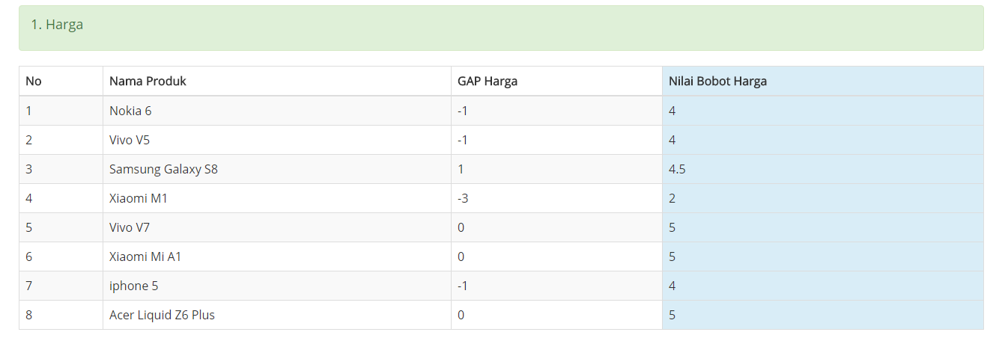 1. Harga
No Nama Produk GAP Harga Nilai Bobot Harga
1 Nokia 6 -1 4
2 Vivo V5 -1 4
3 Samsung Galaxy S8 1 4.5
4 Xiaomi M1 -3 2
5 Vivo V7 0 5
6 Xiaomi Mi A1 0 5
7 iphone 5 -1 4
8 Acer Liquid Z6 Plus 0 5